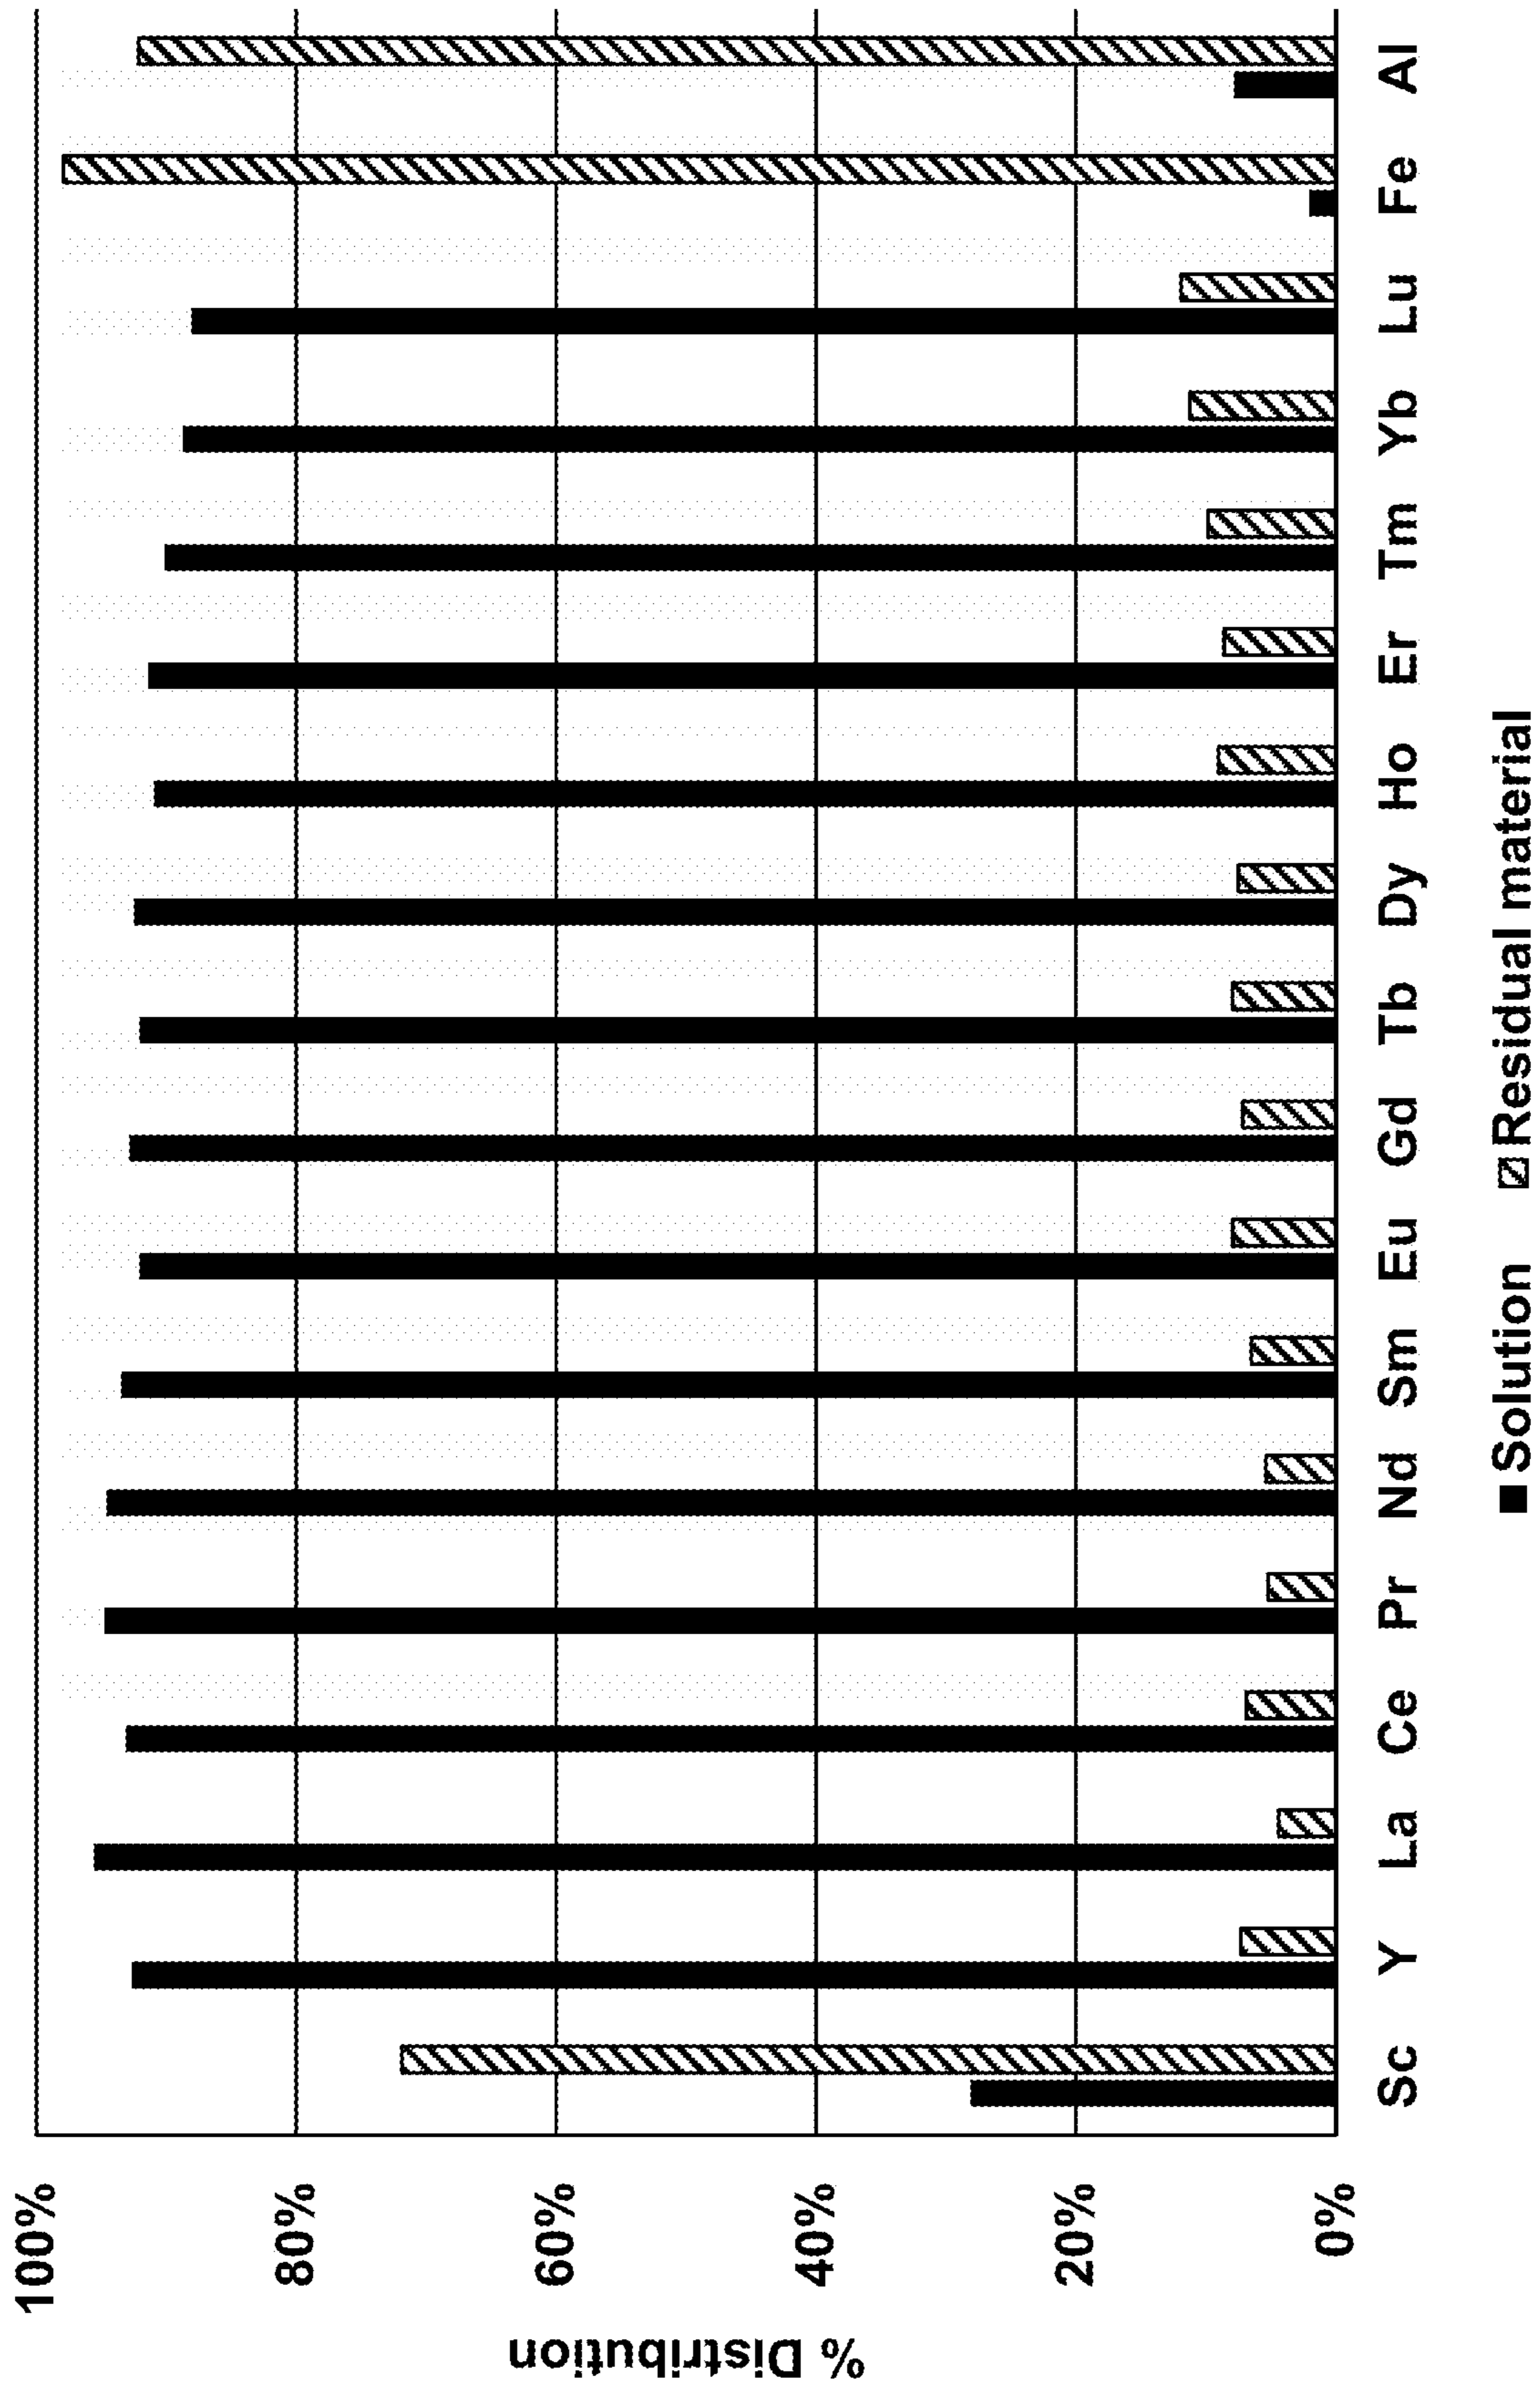 % Distribution
100%
80%
60%
40%
20%
0%
Sc Y La Ce Pr Nd Sm Eu Gd Tb Dy Ho Er Tm Yb Lu Fe Al
Solution Residual material